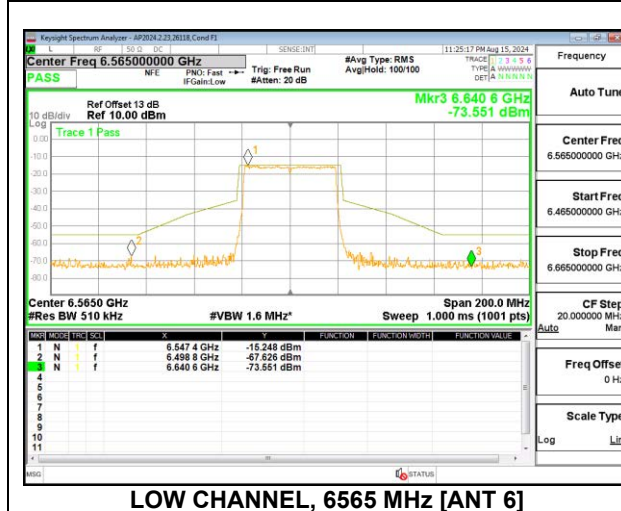 Keysight Spectrum Analyzer - AP2024.2.23,26118,Cond F1
L RF 50 Ω DC SENSE:INT 11:25:17 PM Aug 15, 2024
Center Freq 6.565000000 GHz #Avg Type: RMS TRACE 1 2 3 4 5 6
PASS NFE PNO: Fast Trig: Free Run Avg|Hold: 100/100 TYPE A WWWWW
IFGain:Low #Atten: 20 dB DET A N N N N N
Ref Offset 13 dB Mkr3 6.640 6 GHz
10 dB/div Ref 10.00 dBm -73.551 dBm
Log
Trace 1 Pass
0.00
-10.0
-20.0
-30.0
-40.0
-50.0
-60.0
-70.0
-80.0
1
2
3
Center 6.5650 GHz Span 200.0 MHz
#Res BW 510 kHz #VBW 1.6 MHz* Sweep 1.000 ms (1001 pts)
MKR MODE TRC SCL X Y FUNCTION FUNCTION WIDTH FUNCTION VALUE
1 N 1 f 6.547 4 GHz -15.248 dBm
2 N 1 f 6.498 8 GHz -67.626 dBm
3 N 1 f 6.640 6 GHz -73.551 dBm
4
5
6
7
8
9
10
11
MSG STATUS
Frequency
Auto Tune
Center Freq
6.565000000 GHz
Start Freq
6.465000000 GHz
Stop Freq
6.665000000 GHz
CF Step
20.000000 MHz
Auto Man
Freq Offset
0 Hz
Scale Type
Log Lin
LOW CHANNEL, 6565 MHz [ANT 6]